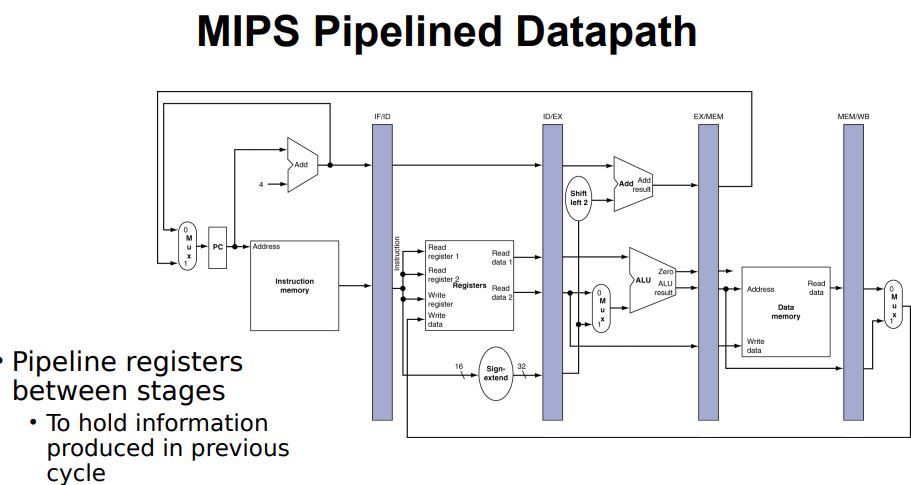 MIPS Pipelined Datapath
IF/ID
ID/EX
EX/MEM
MEM/WB
Add
4
Shift
left 2
Add Add
result
0
M
u
x
1
PC
Address
Instruction
memory
Instruction
Read
register 1
Read
register 2
Registers
Write
register
Write
data
Read
data 1
Read
data 2
0
M
u
x
1
Zero
ALU ALU
result
Address
Read
data
Data
memory
Write
data
0
M
u
x
1
16
Sign-
extend
32
• Pipeline registers
between stages
• To hold information
produced in previous
cycle